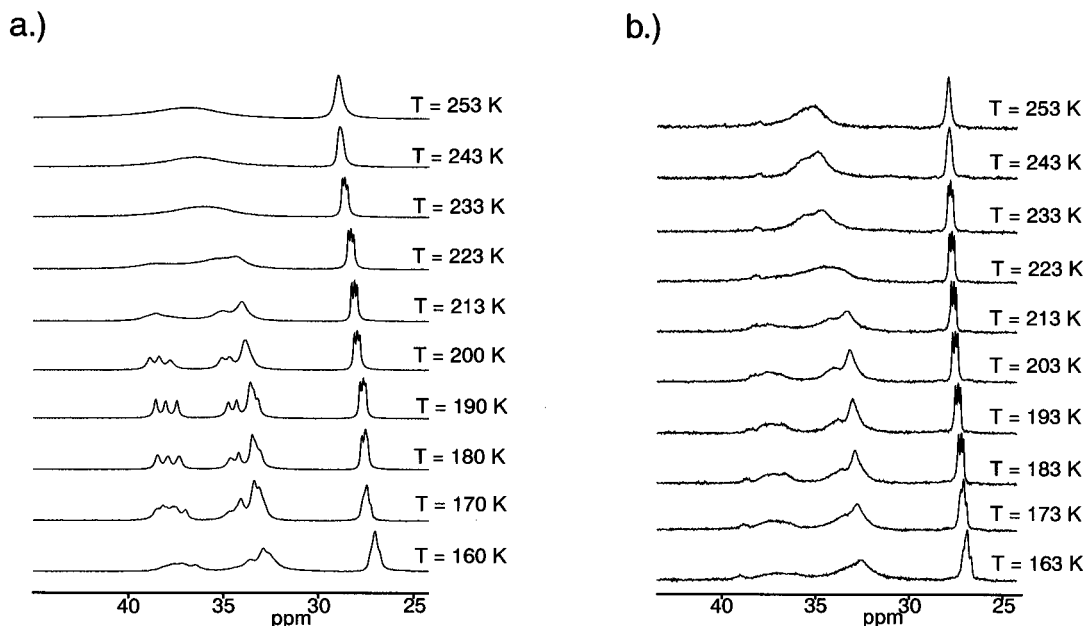 a.)
T = 253 K
T = 243 K
T = 233 K
T = 223 K
T = 213 K
T = 200 K
T = 190 K
T = 180 K
T = 170 K
T = 160 K
40 35 30 25
ppm
b.)
T = 253 K
T = 243 K
T = 233 K
T = 223 K
T = 213 K
T = 203 K
T = 193 K
T = 183 K
T = 173 K
T = 163 K
40 35 30 25
ppm